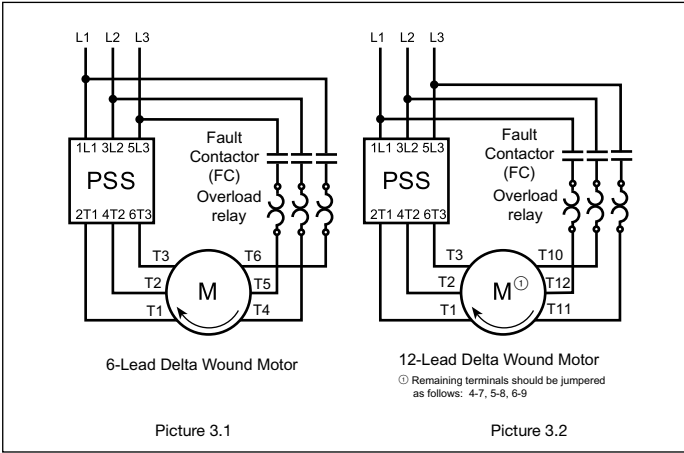 L1 L2 L3
1L1 3L2 5L3
PSS
2T1 4T2 6T3
Fault
Contactor
(FC)
Overload
relay
T3
T2
T1
M
T6
T5
T4
6-Lead Delta Wound Motor
Picture 3.1
L1 L2 L3
1L1 3L2 5L3
PSS
2T1 4T2 6T3
Fault
Contactor
(FC)
Overload
relay
T3
T2
T1
M①
T10
T12
T11
12-Lead Delta Wound Motor
① Remaining terminals should be jumpered
as follows: 4-7, 5-8, 6-9
Picture 3.2